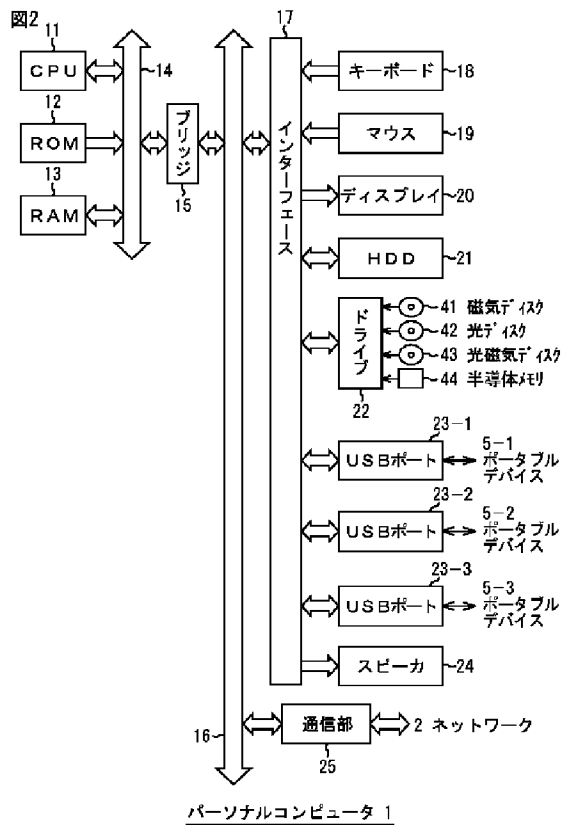 図2
11
CPU
12
ROM
13
RAM
14
ブリッジ
15
16
17
インターフェース
キーボード 18
マウス 19
ディスプレイ 20
HDD 21
ドライブ
22
41 磁気ディスク
42 光ディスク
43 光磁気ディスク
44 半導体メモリ
23-1
USBポート
5-1
ポータブル
デバイス
23-2
USBポート
5-2
ポータブル
デバイス
23-3
USBポート
5-3
ポータブル
デバイス
スピーカ 24
通信部
25
2 ネットワーク
パーソナルコンピュータ 1